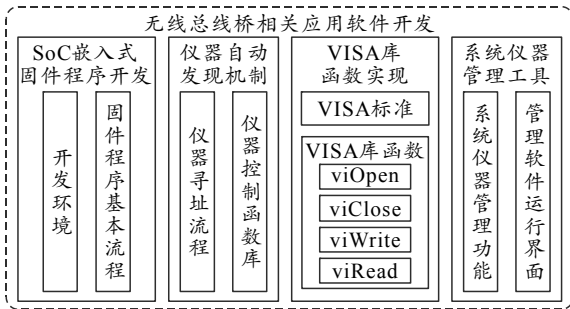 无线总线桥相关应用软件开发
SoC嵌入式
固件程序开发
开发环境
固件程序基本流程
仪器自动
发现机制
仪器寻址流程
仪器控制函数库
VISA库
函数实现
VISA标准
VISA库函数
viOpen
viClose
viWrite
viRead
系统仪器
管理工具
系统仪器管理功能
管理软件运行界面